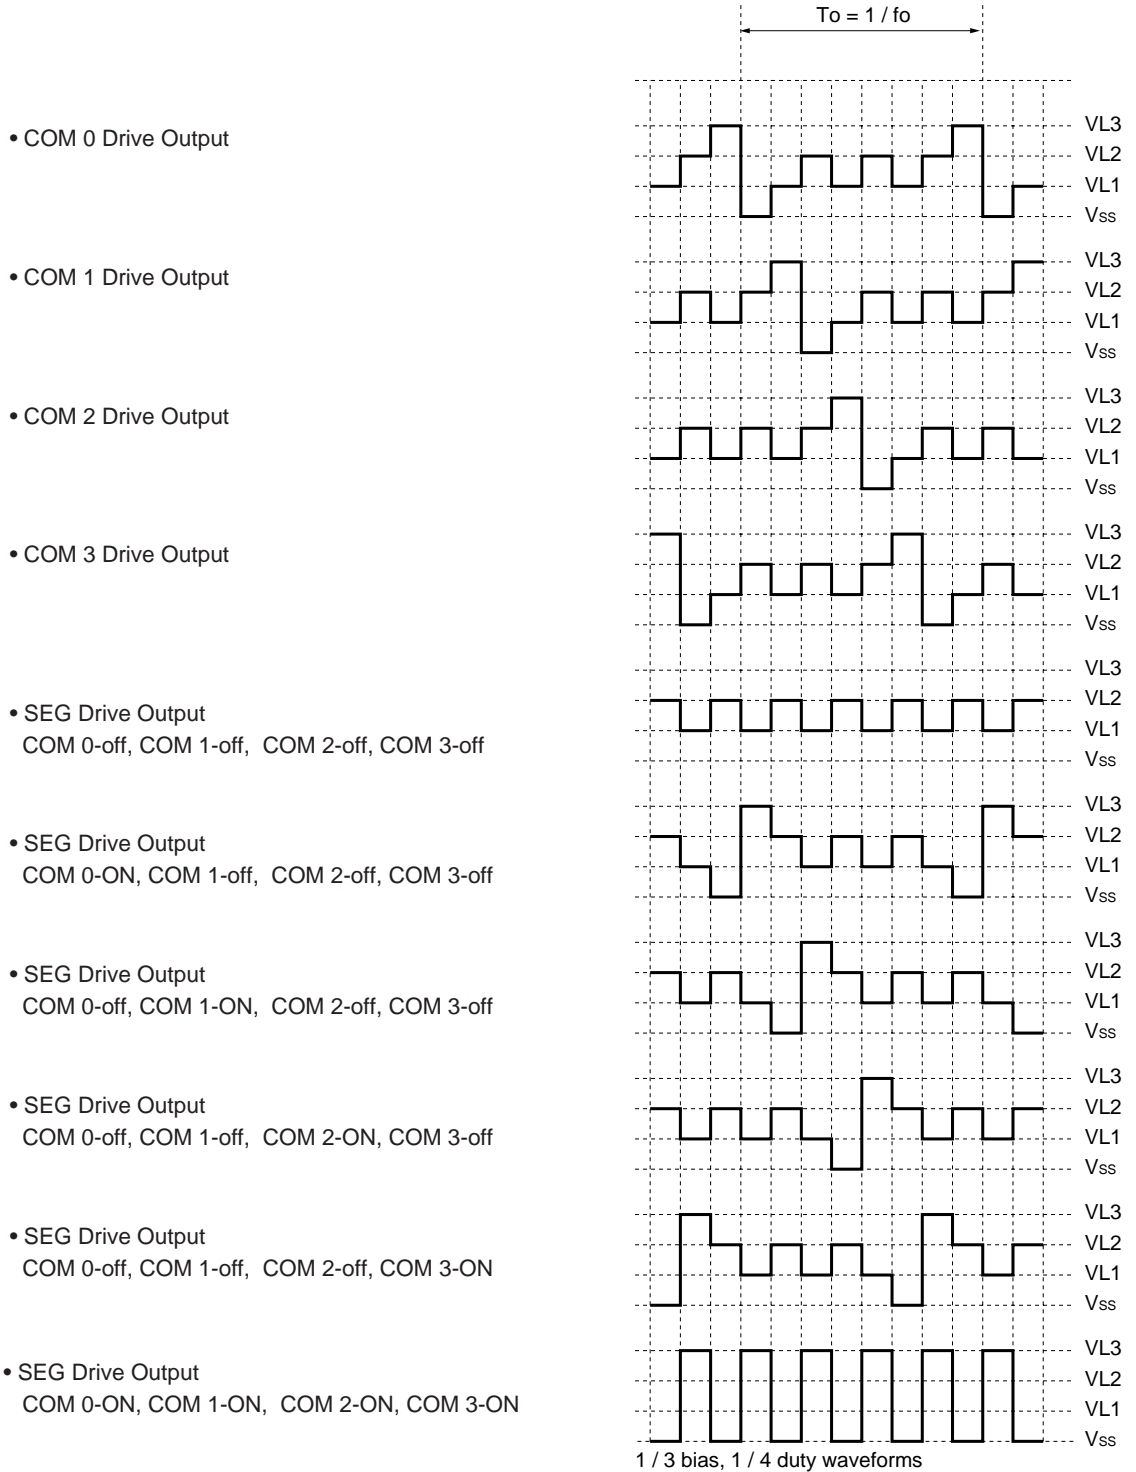 To = 1 / fo
• COM 0 Drive Output
VL3
VL2
VL1
Vss
• COM 1 Drive Output
VL3
VL2
VL1
Vss
• COM 2 Drive Output
VL3
VL2
VL1
Vss
• COM 3 Drive Output
VL3
VL2
VL1
Vss
• SEG Drive Output
COM 0-off, COM 1-off, COM 2-off, COM 3-off
VL3
VL2
VL1
Vss
• SEG Drive Output
COM 0-ON, COM 1-off, COM 2-off, COM 3-off
VL3
VL2
VL1
Vss
• SEG Drive Output
COM 0-off, COM 1-ON, COM 2-off, COM 3-off
VL3
VL2
VL1
Vss
• SEG Drive Output
COM 0-off, COM 1-off, COM 2-ON, COM 3-off
VL3
VL2
VL1
Vss
• SEG Drive Output
COM 0-off, COM 1-off, COM 2-off, COM 3-ON
VL3
VL2
VL1
Vss
• SEG Drive Output
COM 0-ON, COM 1-ON, COM 2-ON, COM 3-ON
VL3
VL2
VL1
Vss
1 / 3 bias, 1 / 4 duty waveforms